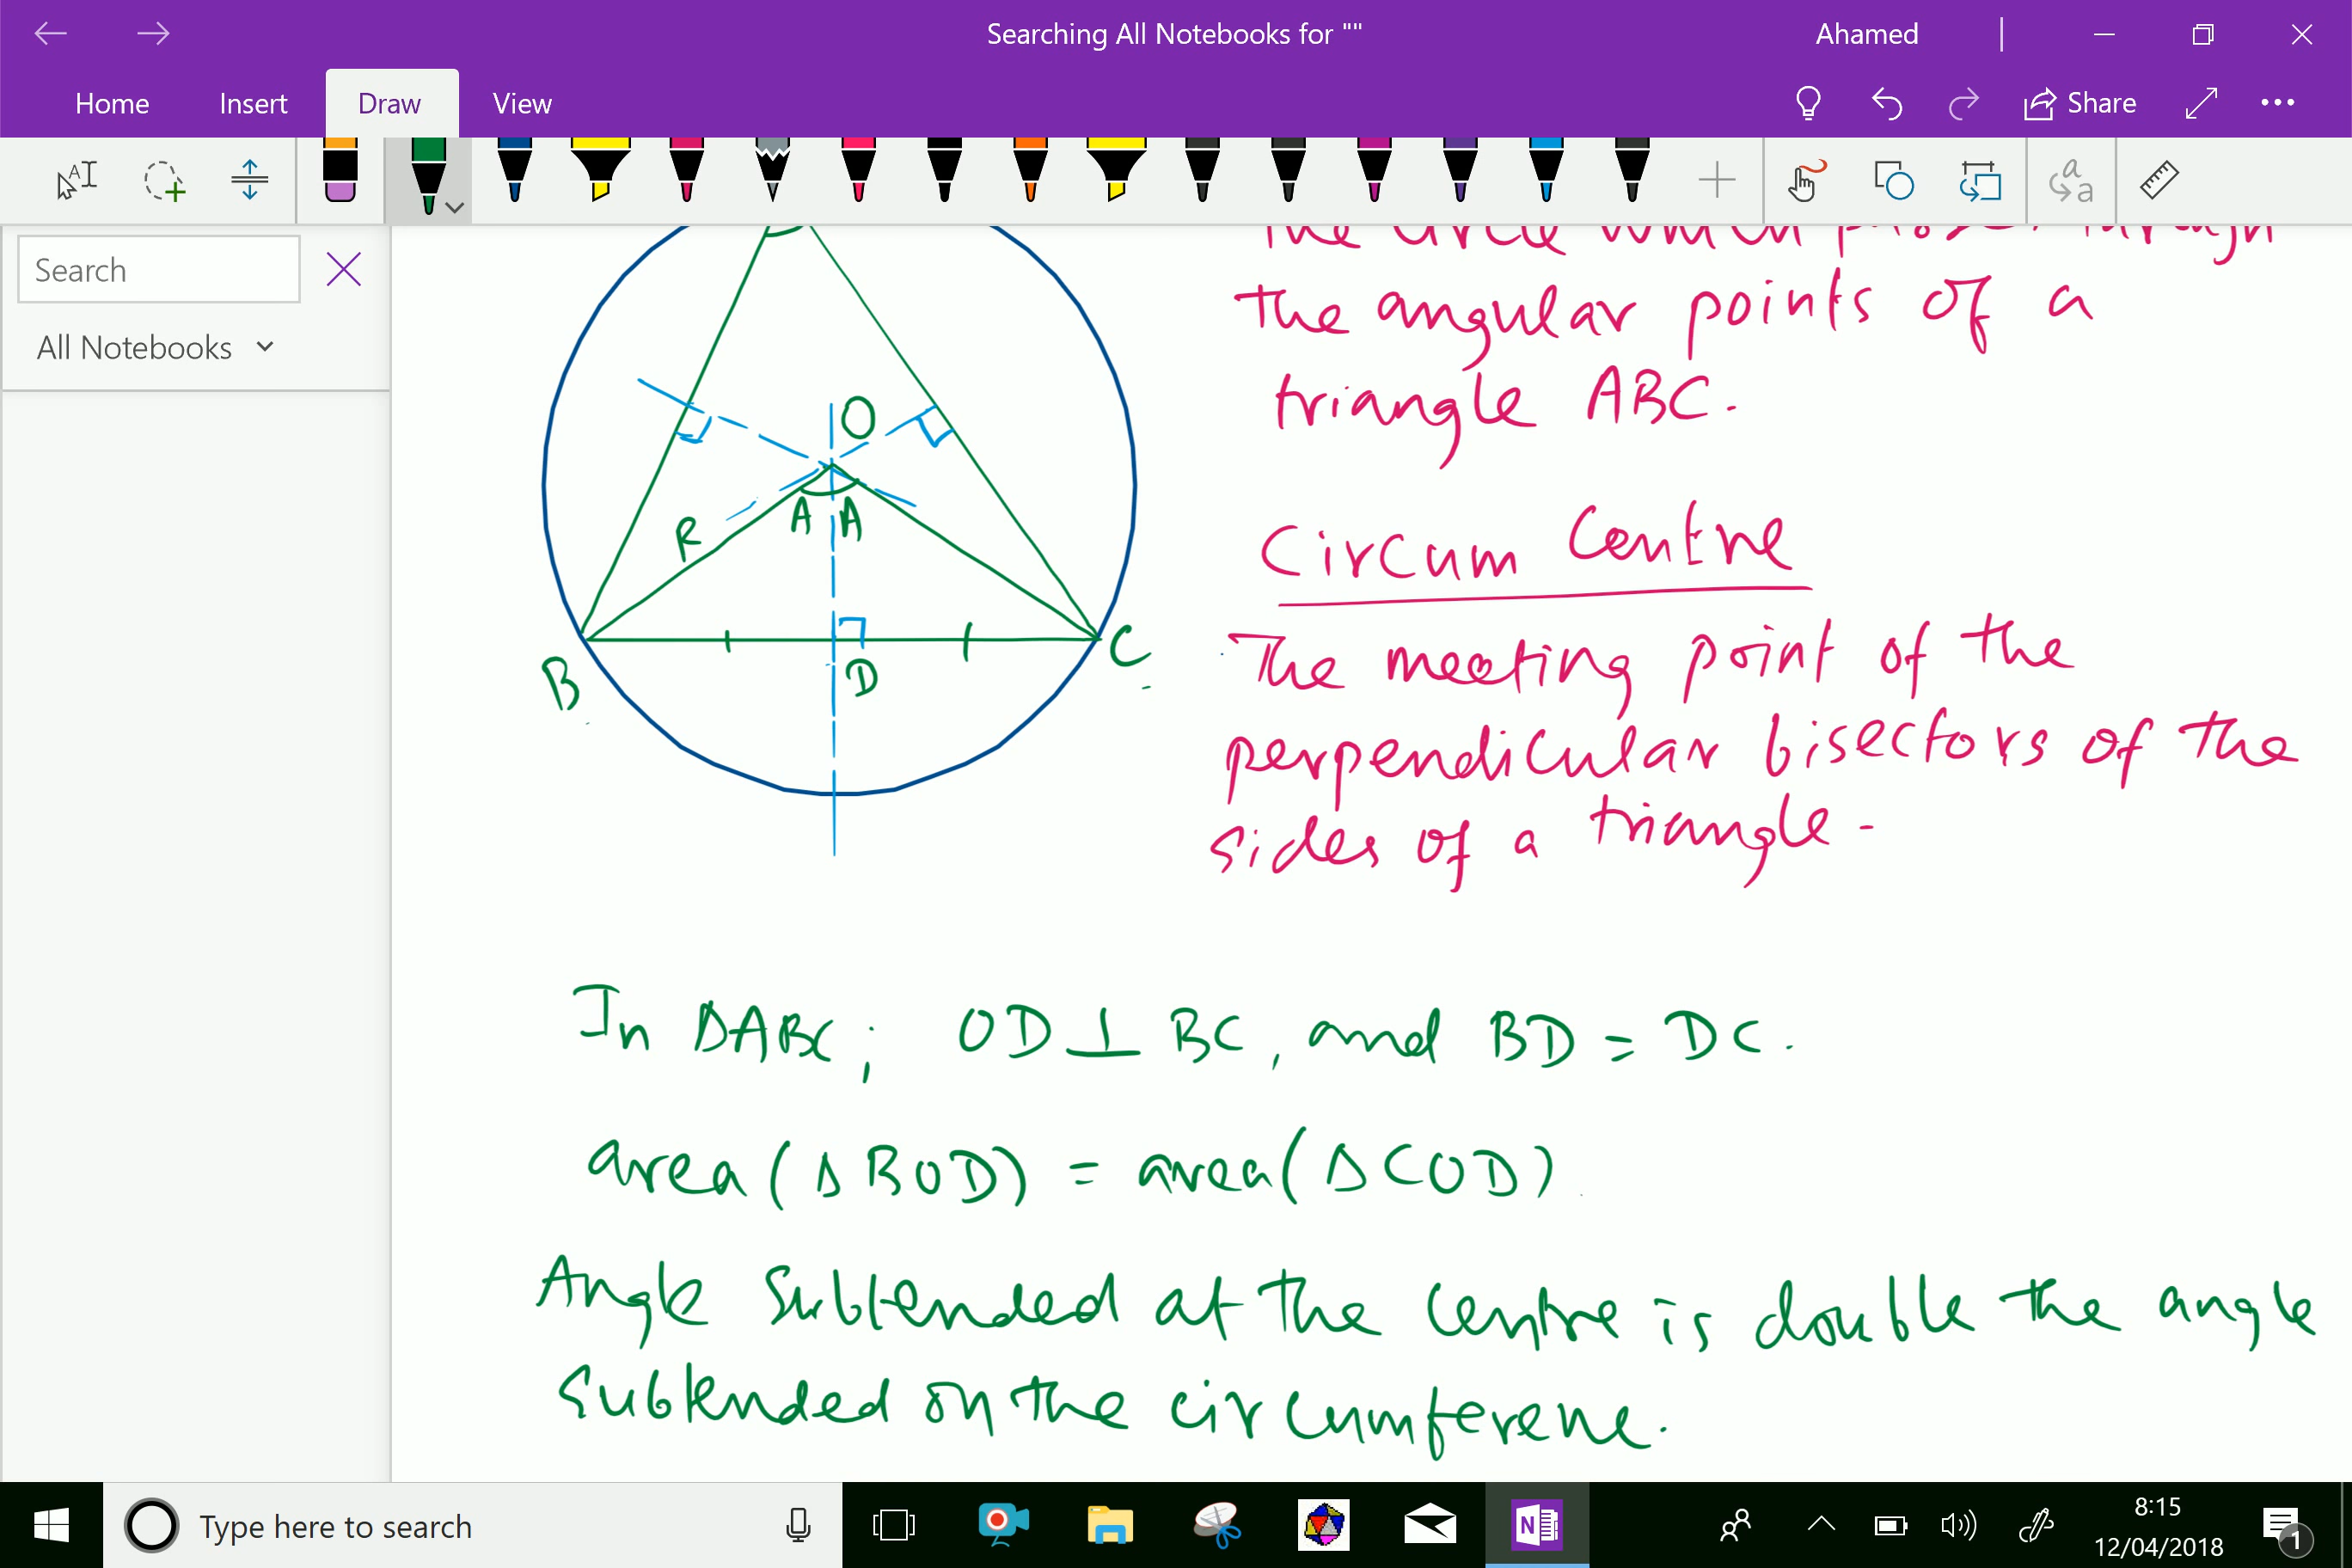 Searching All Notebooks for ""
Ahamed
Home Insert Draw View
Share
Search
All Notebooks
the angular points of a
triangle ABC.
O
A A
R
B D C
Circum Centre
The meeting point of the
perpendicular bisectors of the
sides of a triangle.
In ΔABC; OD ⊥ BC, and BD = DC.
area (ΔBOD) = area (ΔCOD)
Angle subtended at the centre is double the angle
subtended on the circumferene.
Type here to search
8:15
12/04/2018
1